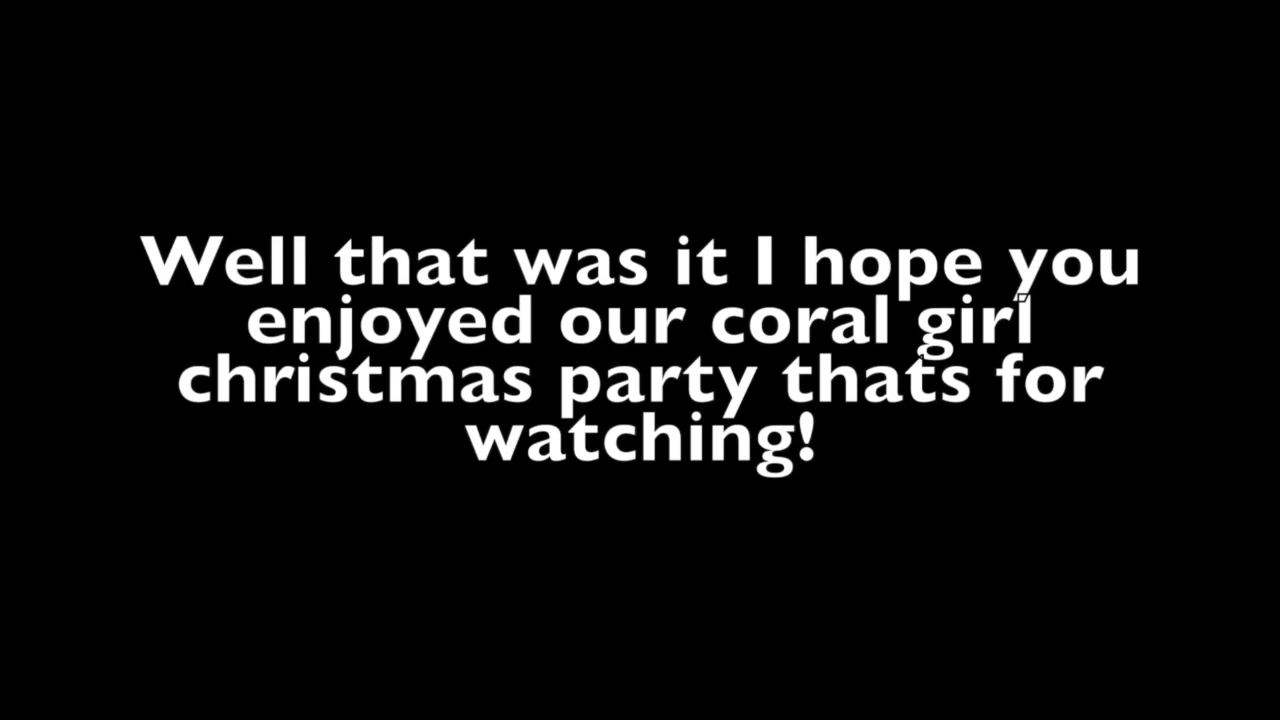 Well that was it I hope you
enjoyed our coral girl
christmas party thats for
watching!